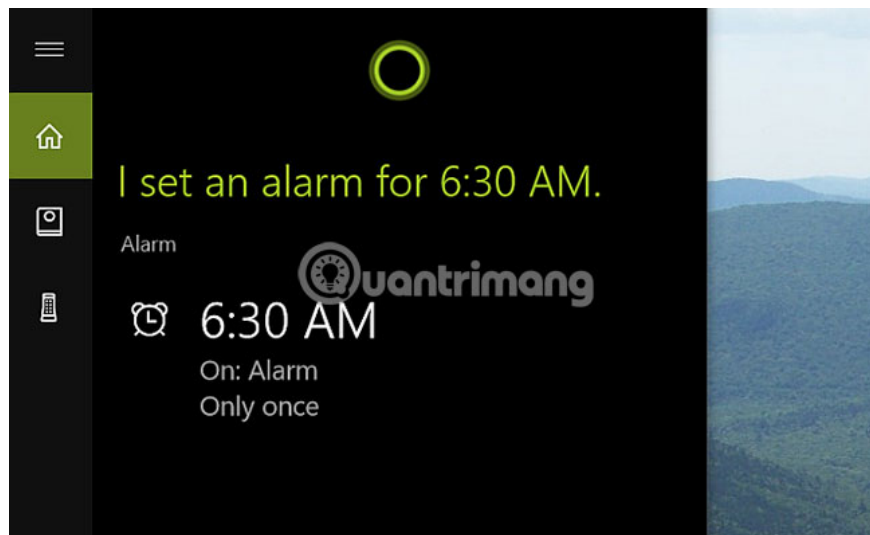 I set an alarm for 6:30 AM.
Alarm
Quantrimang
6:30 AM
On: Alarm
Only once